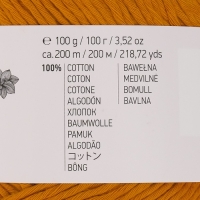 ℮ 100 g / 100 г / 3,52 oz
ca. 200 m / 200 м / 218,72 yds
100% COTTON BAWEŁNA
COTON MEDVILNE
COTONE BOMULL
ALGODÓN BAVLNA
ХЛОПОК
BAUMWOLLE
PAMUK
ALGODÃO
コットン
BÔNG